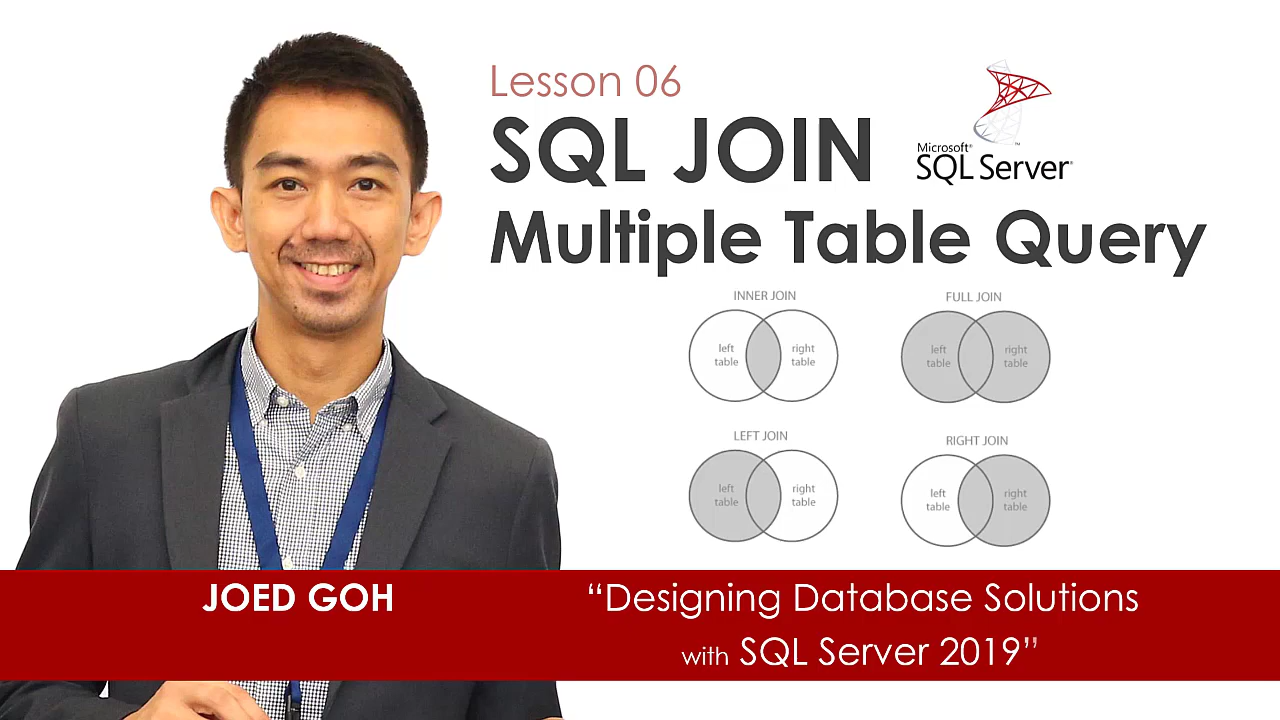 Lesson 06
SQL JOIN
Microsoft®
SQL Server®
Multiple Table Query
INNER JOIN
left
table
right
table
FULL JOIN
left
table
right
table
LEFT JOIN
left
table
right
table
RIGHT JOIN
left
table
right
table
JOED GOH
“Designing Database Solutions
with SQL Server 2019”